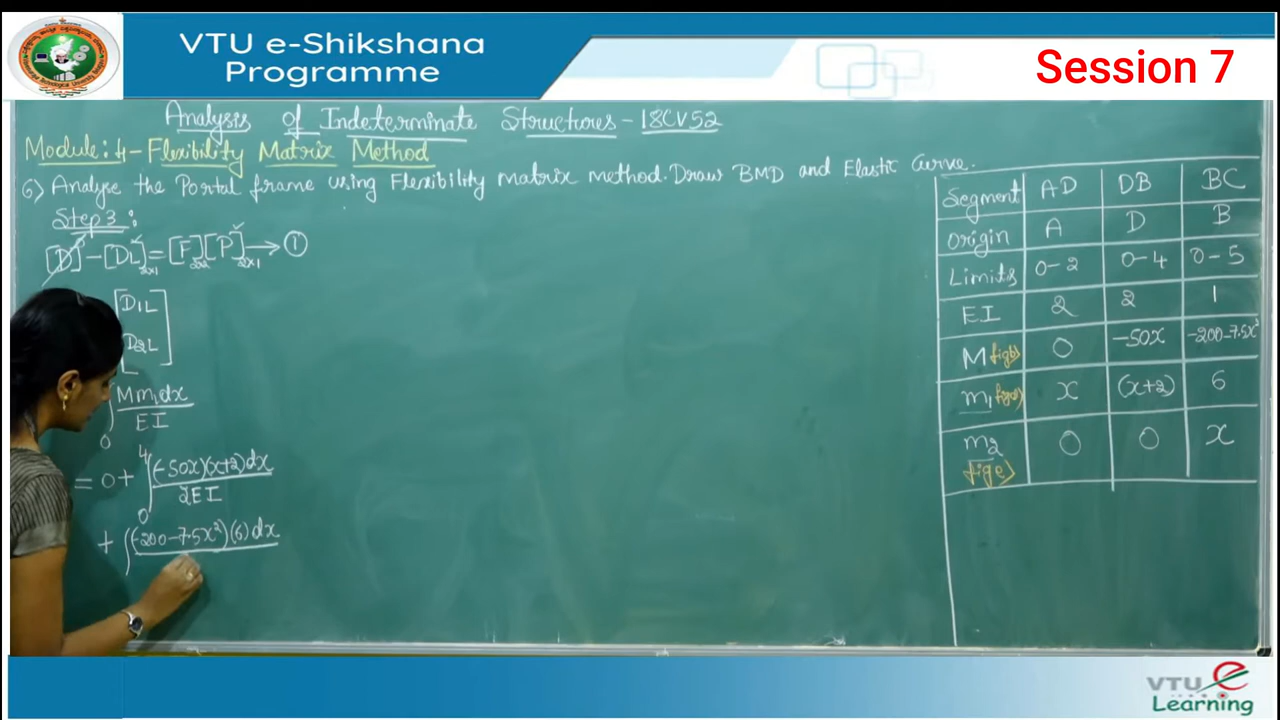 VTU e-Shikshana
Programme
Session 7
Analysis of Indeterminate Structures - 18CV52
Module: 4 - Flexibility Matrix Method
6) Analyse the Portal frame using Flexibility matrix method. Draw BMD and Elastic Curve.
Step 3:
[D] - [DL]2x1 = [F]2x2 [P]2x1 → ①
[D1L
D2L]
∫0 Mm1dx
EI
= 0 + ∫0^4 (-50x)(x+2)dx
2EI
+ ∫(-200-7.5x²)(6)dx
Segment AD DB BC
Origin A D B
Limits 0-2 0-4 0-5
EI 2 2 1
M 0 -50x -200-7.5x²
m1 x (x+2) 6
m2 0 0 x
(fig e)
VTU e
Learning